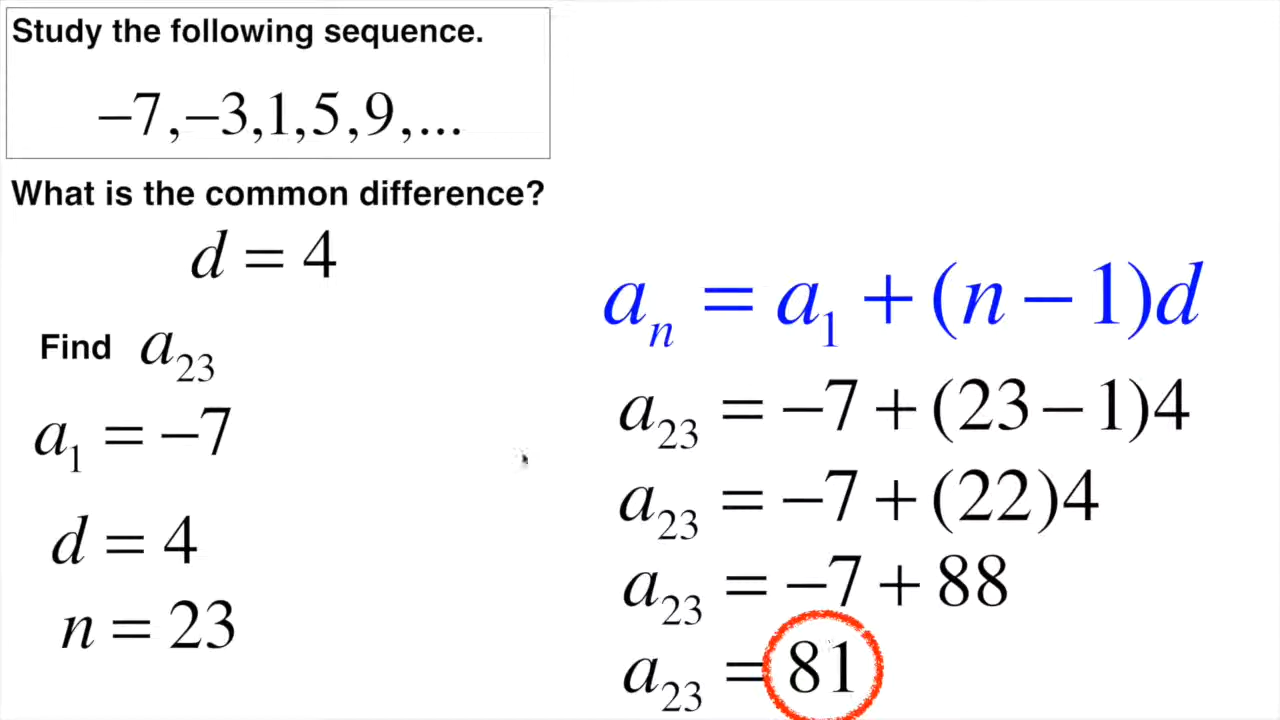 Study the following sequence.
−7,−3,1,5,9,...
What is the common difference?
d = 4
Find a₂₃
a₁ = −7
d = 4
n = 23
aₙ = a₁ + (n − 1)d
a₂₃ = −7 + (23 − 1)4
a₂₃ = −7 + (22)4
a₂₃ = −7 + 88
a₂₃ = 81